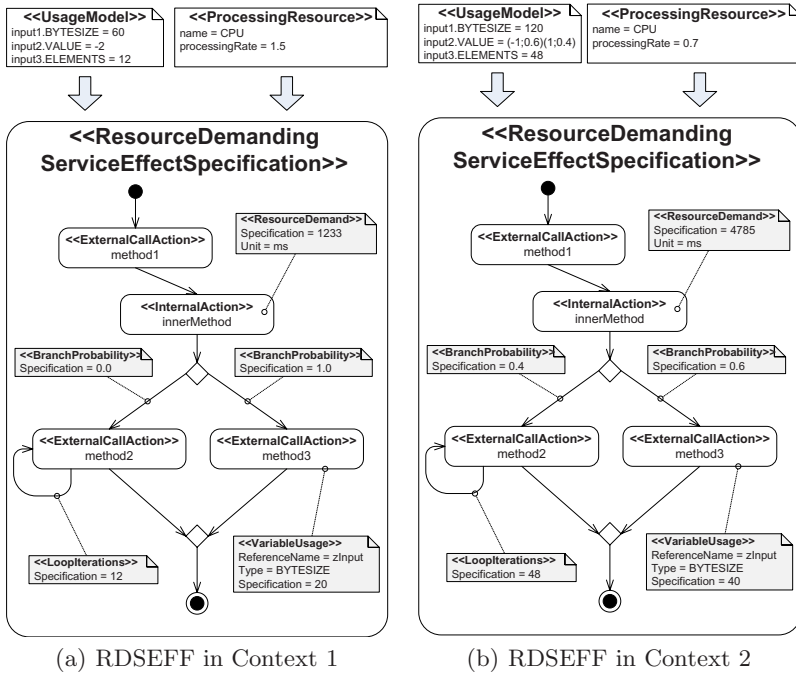 <<UsageModel>>
input1.BYTESIZE = 60
input2.VALUE = -2
input3.ELEMENTS = 12
<<ProcessingResource>>
name = CPU
processingRate = 1.5
<<ResourceDemanding
ServiceEffectSpecification>>
<<ResourceDemand>>
Specification = 1233
Unit = ms
<<ExternalCallAction>>
method1
<<InternalAction>>
innerMethod
<<BranchProbability>>
Specification = 0.0
<<BranchProbability>>
Specification = 1.0
<<ExternalCallAction>>
method2
<<ExternalCallAction>>
method3
<<LoopIterations>>
Specification = 12
<<VariableUsage>>
ReferenceName = zInput
Type = BYTESIZE
Specification = 20
(a) RDSEFF in Context 1
<<UsageModel>>
input1.BYTESIZE = 120
input2.VALUE = (-1;0.6)(1;0.4)
input3.ELEMENTS = 48
<<ProcessingResource>>
name = CPU
processingRate = 0.7
<<ResourceDemanding
ServiceEffectSpecification>>
<<ResourceDemand>>
Specification = 4785
Unit = ms
<<ExternalCallAction>>
method1
<<InternalAction>>
innerMethod
<<BranchProbability>>
Specification = 0.4
<<BranchProbability>>
Specification = 0.6
<<ExternalCallAction>>
method2
<<ExternalCallAction>>
method3
<<LoopIterations>>
Specification = 48
<<VariableUsage>>
ReferenceName = zInput
Type = BYTESIZE
Specification = 40
(b) RDSEFF in Context 2